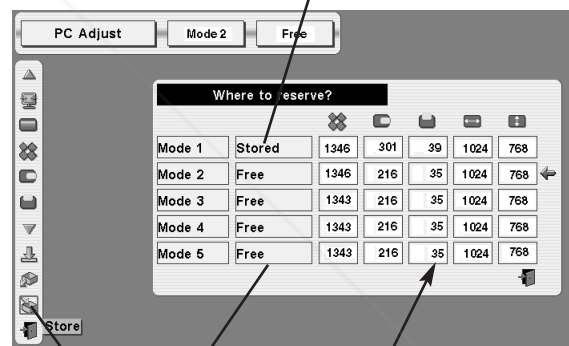 PC Adjust Mode 2 Free
Where to reserve?
Mode 1 Stored 1346 301 39 1024 768
Mode 2 Free 1346 216 35 1024 768
Mode 3 Free 1343 216 35 1024 768
Mode 4 Free 1343 216 35 1024 768
Mode 5 Free 1343 216 35 1024 768
Store